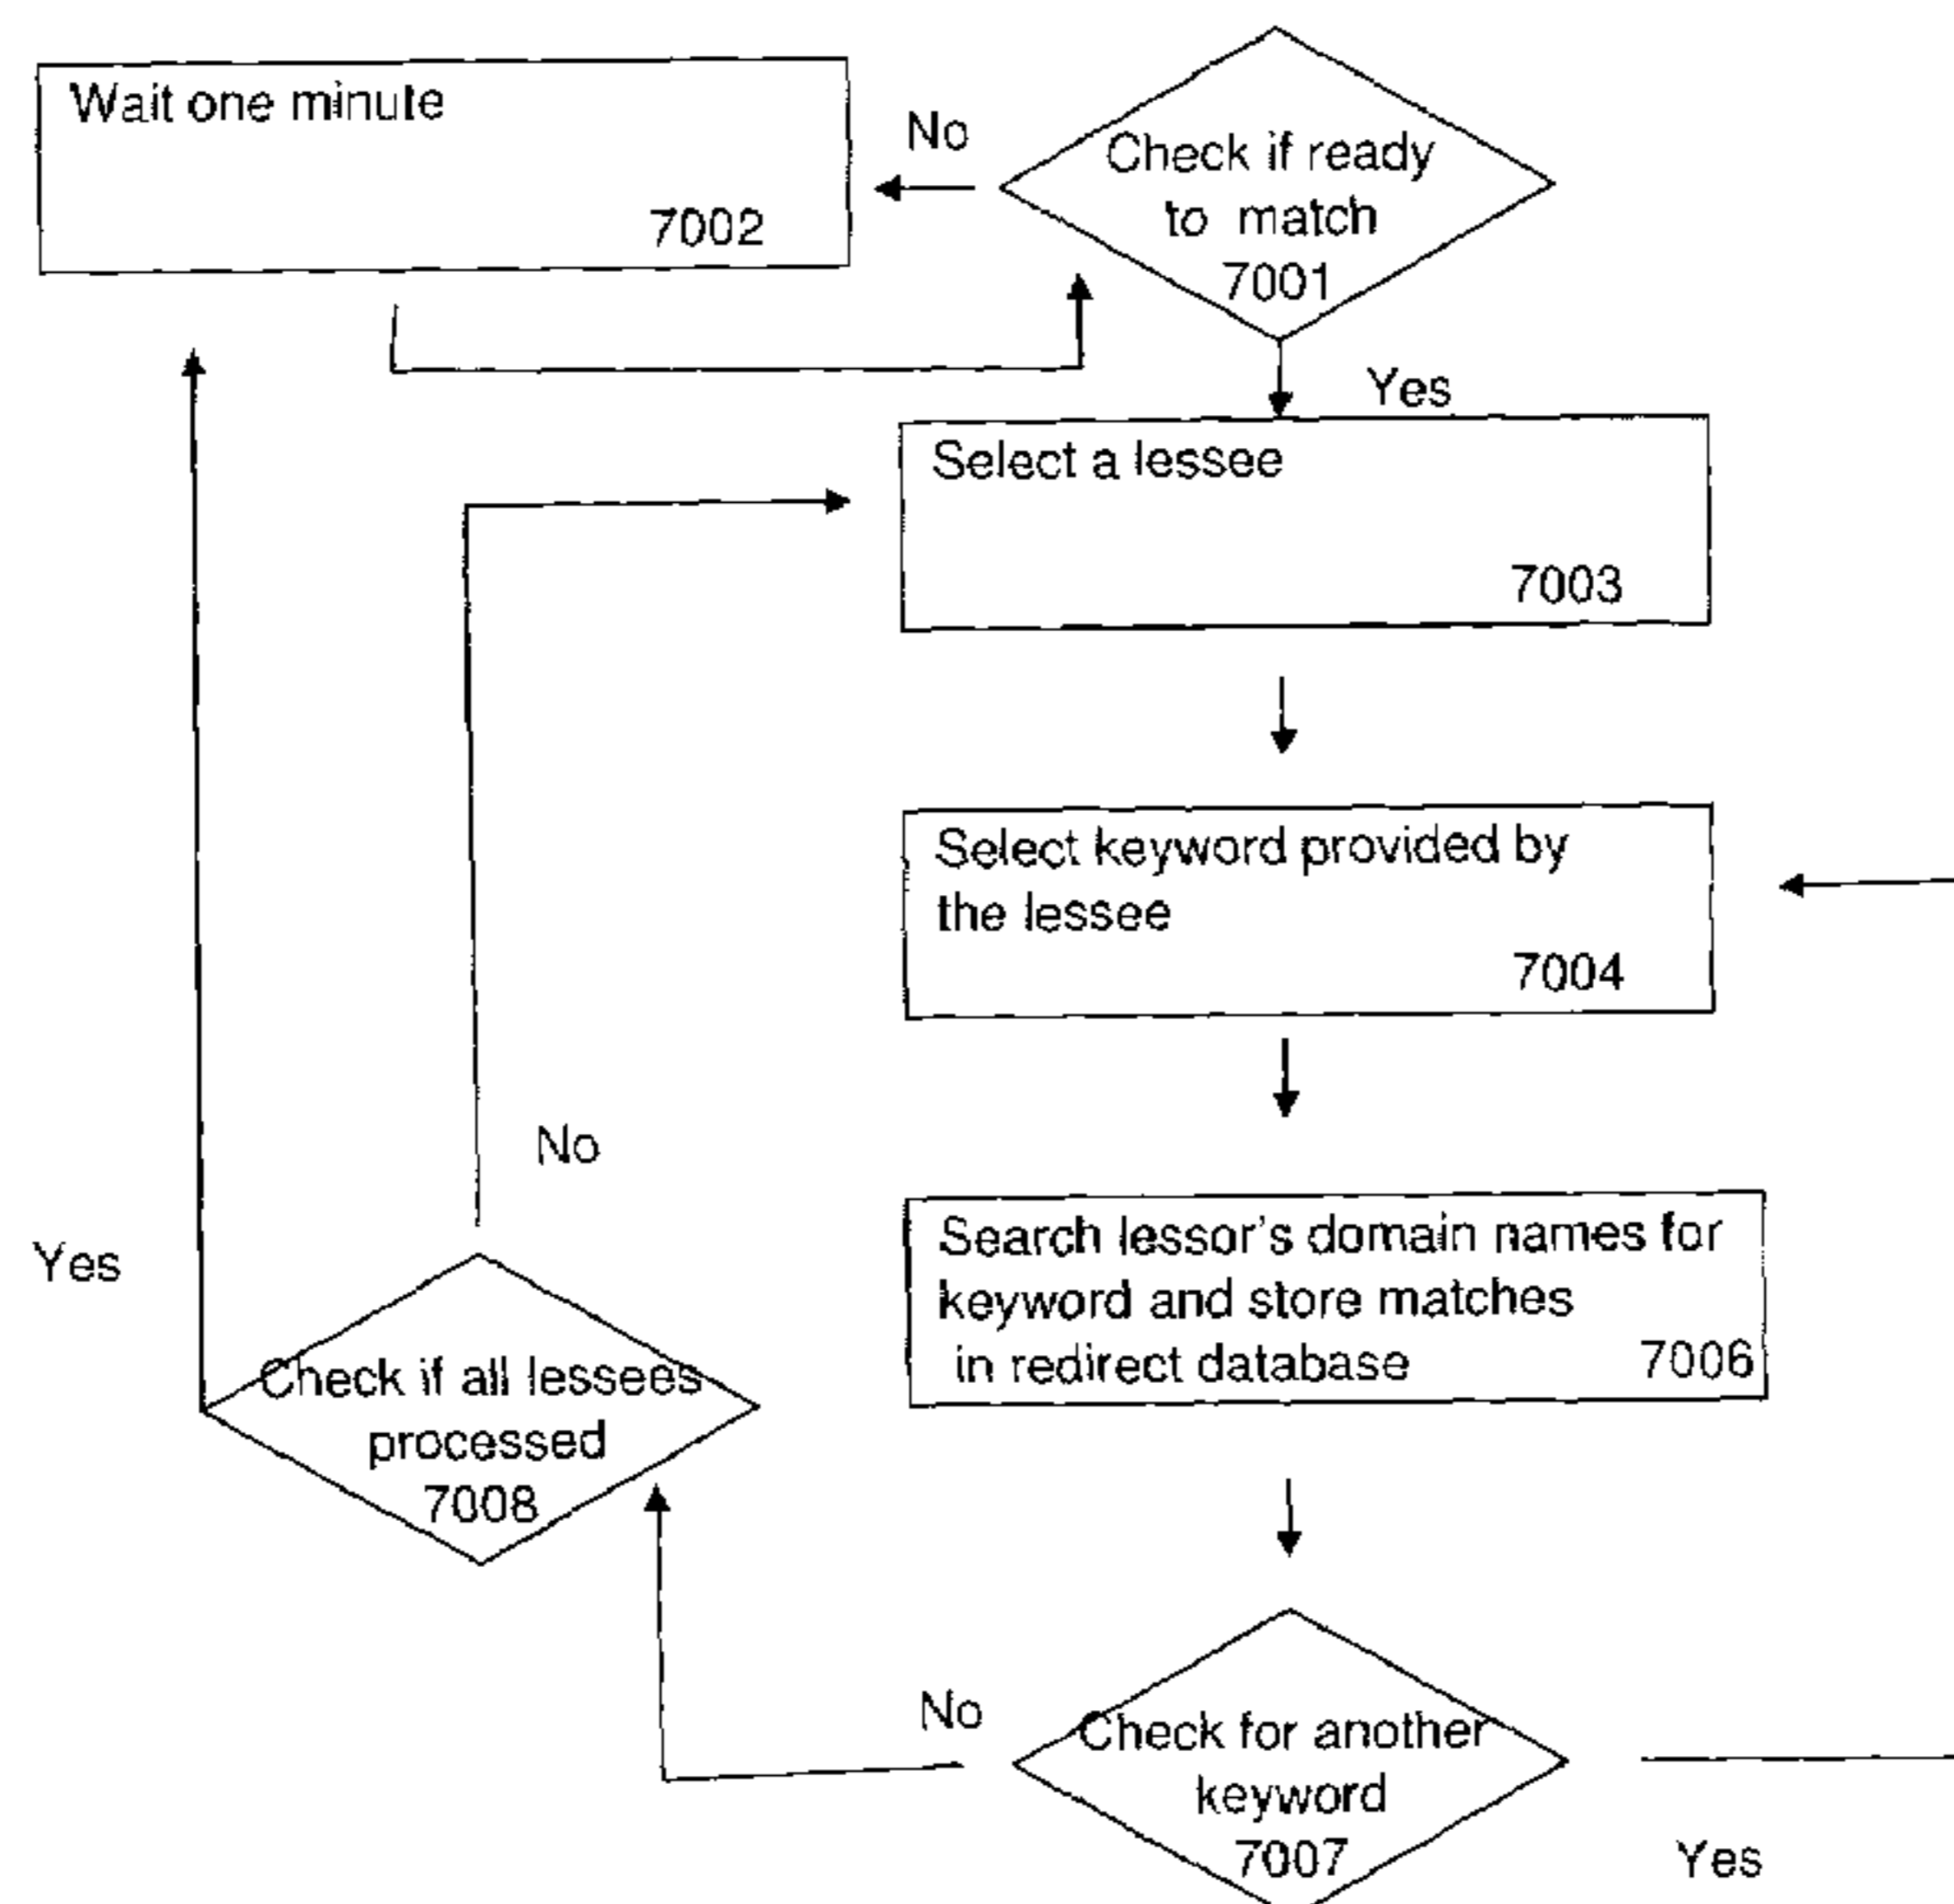 Wait one minute
7002
No
Check if ready
to match
7001
Yes
Select a lessee
7003
Select keyword provided by
the lessee
7004
No
Search lessor's domain names for
keyword and store matches
in redirect database 7006
Yes
Check if all lessees
processed
7008
No
Check for another
keyword
7007
Yes